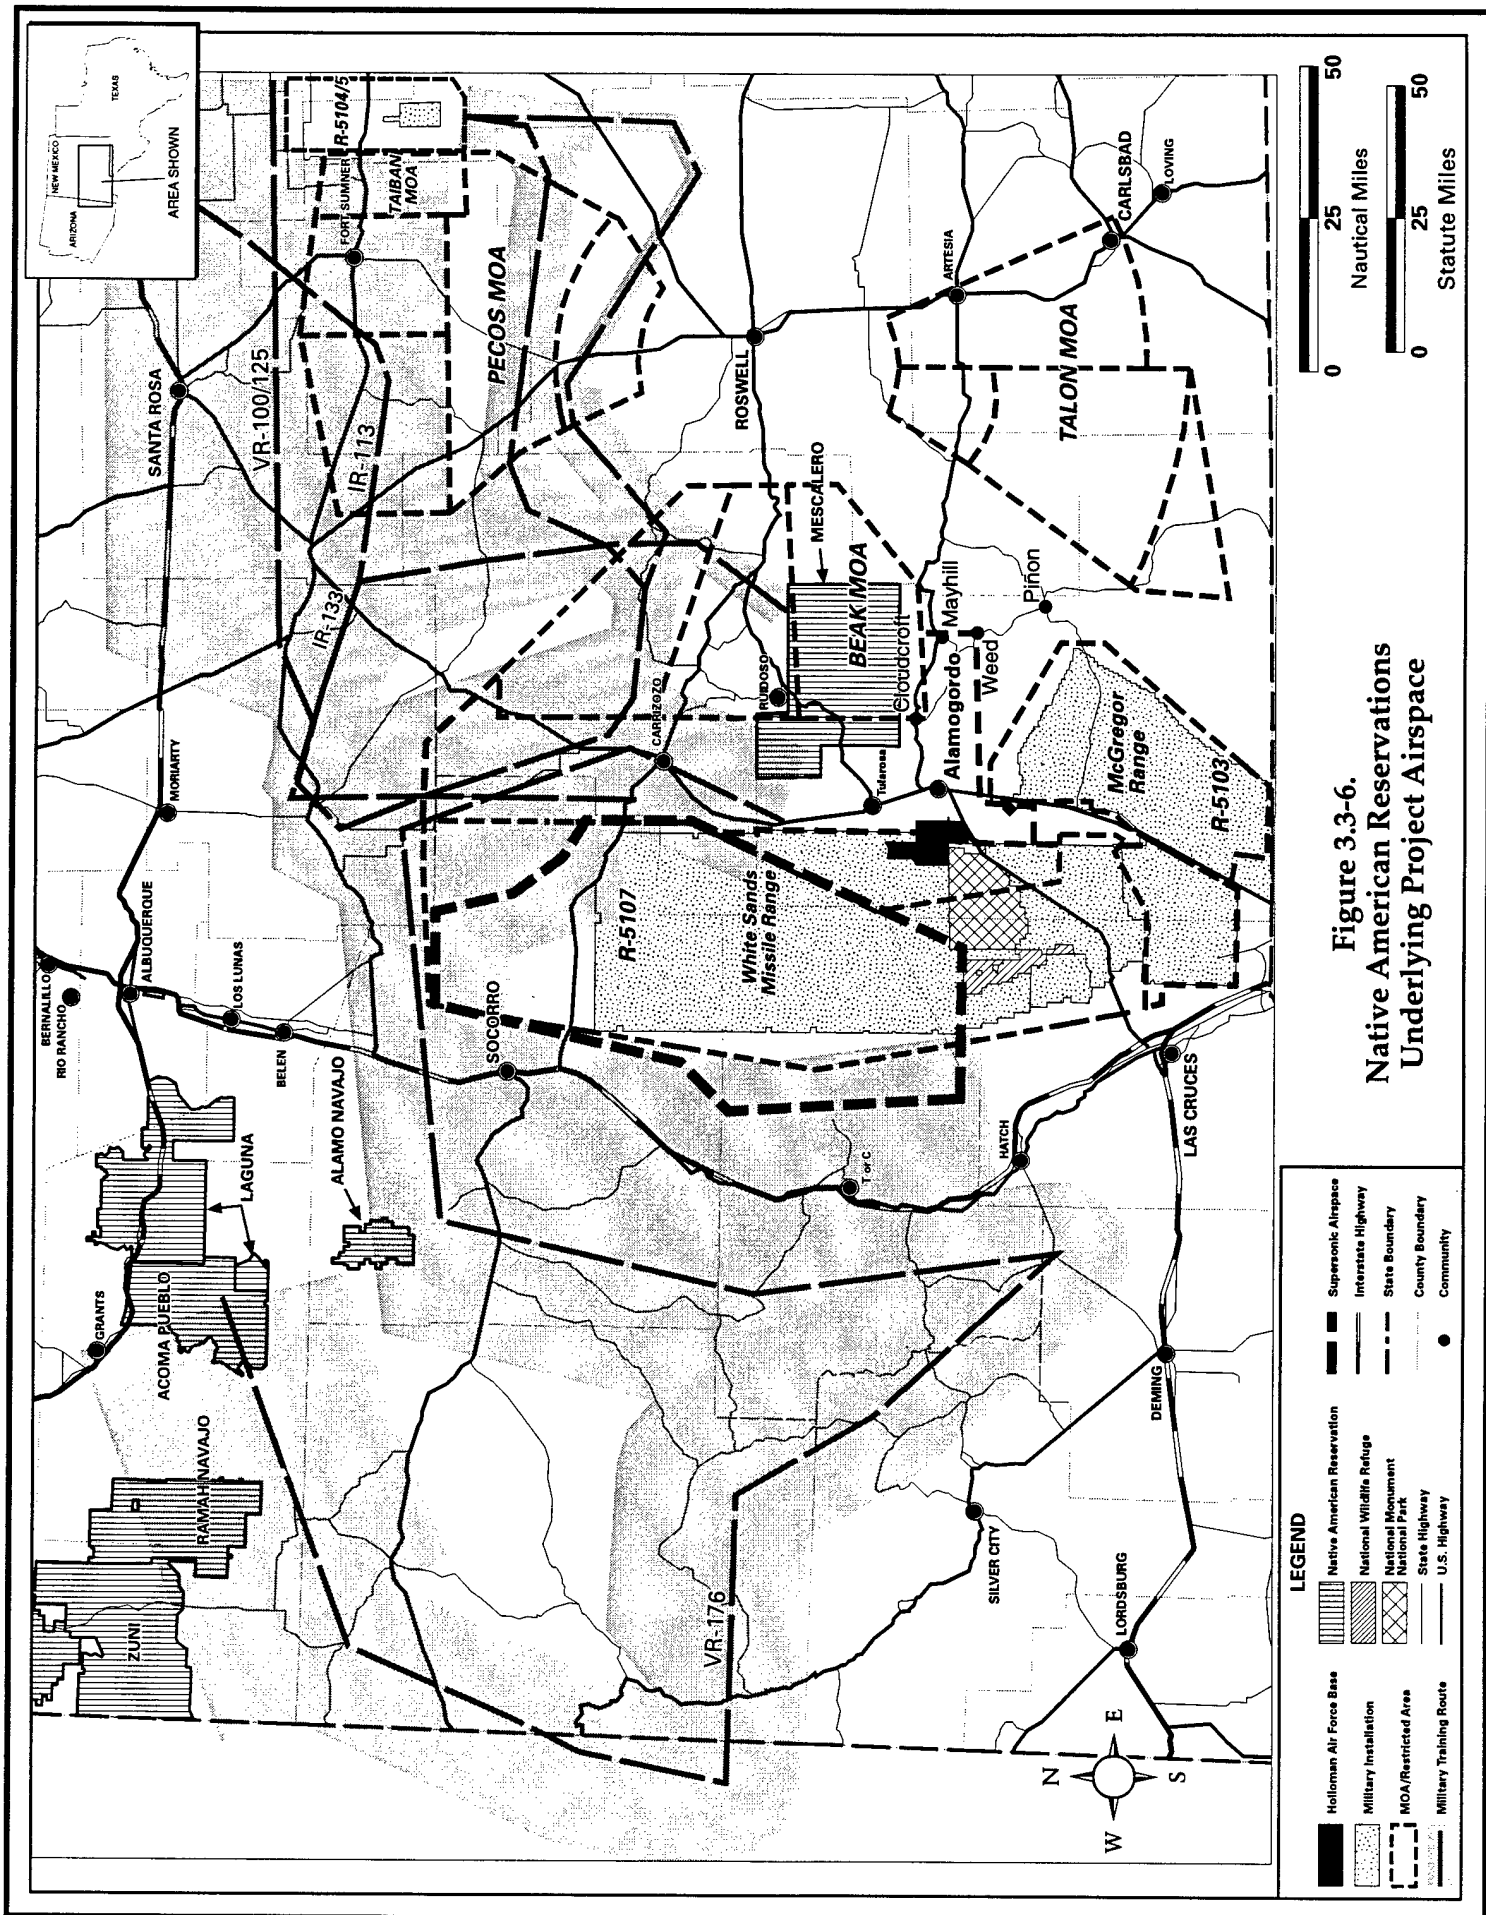 ARIZONA
NEW MEXICO
TEXAS
AREA SHOWN
ZUNI
RAMAH NAVAJO
GRANTS
ACOMA PUEBLO
LAGUNA
ALAMO NAVAJO
BERNALILLO
RIO RANCHO
ALBUQUERQUE
LOS LUNAS
BELEN
MORIARTY
SANTA ROSA
VR-100/125
IR-113
IR-133
FORT SUMNER
R-5104/5
TAIBAN
MOA
PECOS MOA
SOCORRO
CARRIZOZO
R-5107
White Sands
Missile Range
RUIDOSO
ROSWELL
MESCALERO
BEAK MOA
VR-176
T or C
Tularosa
Cloudcroft
Alamogordo
Mayhill
Weed
Piñon
ARTESIA
TALON MOA
CARLSBAD
LOVING
McGregor
Range
R-5103
SILVER CITY
HATCH
LAS CRUCES
DEMING
LORDSBURG
N
W
E
S
LEGEND
Holloman Air Force Base
Military Installation
MOA/Restricted Area
Military Training Route
Native American Reservation
National Wildlife Refuge
National Monument
National Park
State Highway
U.S. Highway
Supersonic Airspace
Interstate Highway
State Boundary
County Boundary
Community
Figure 3.3-6.
Native American Reservations
Underlying Project Airspace
0
25
50
Nautical Miles
0
25
50
Statute Miles